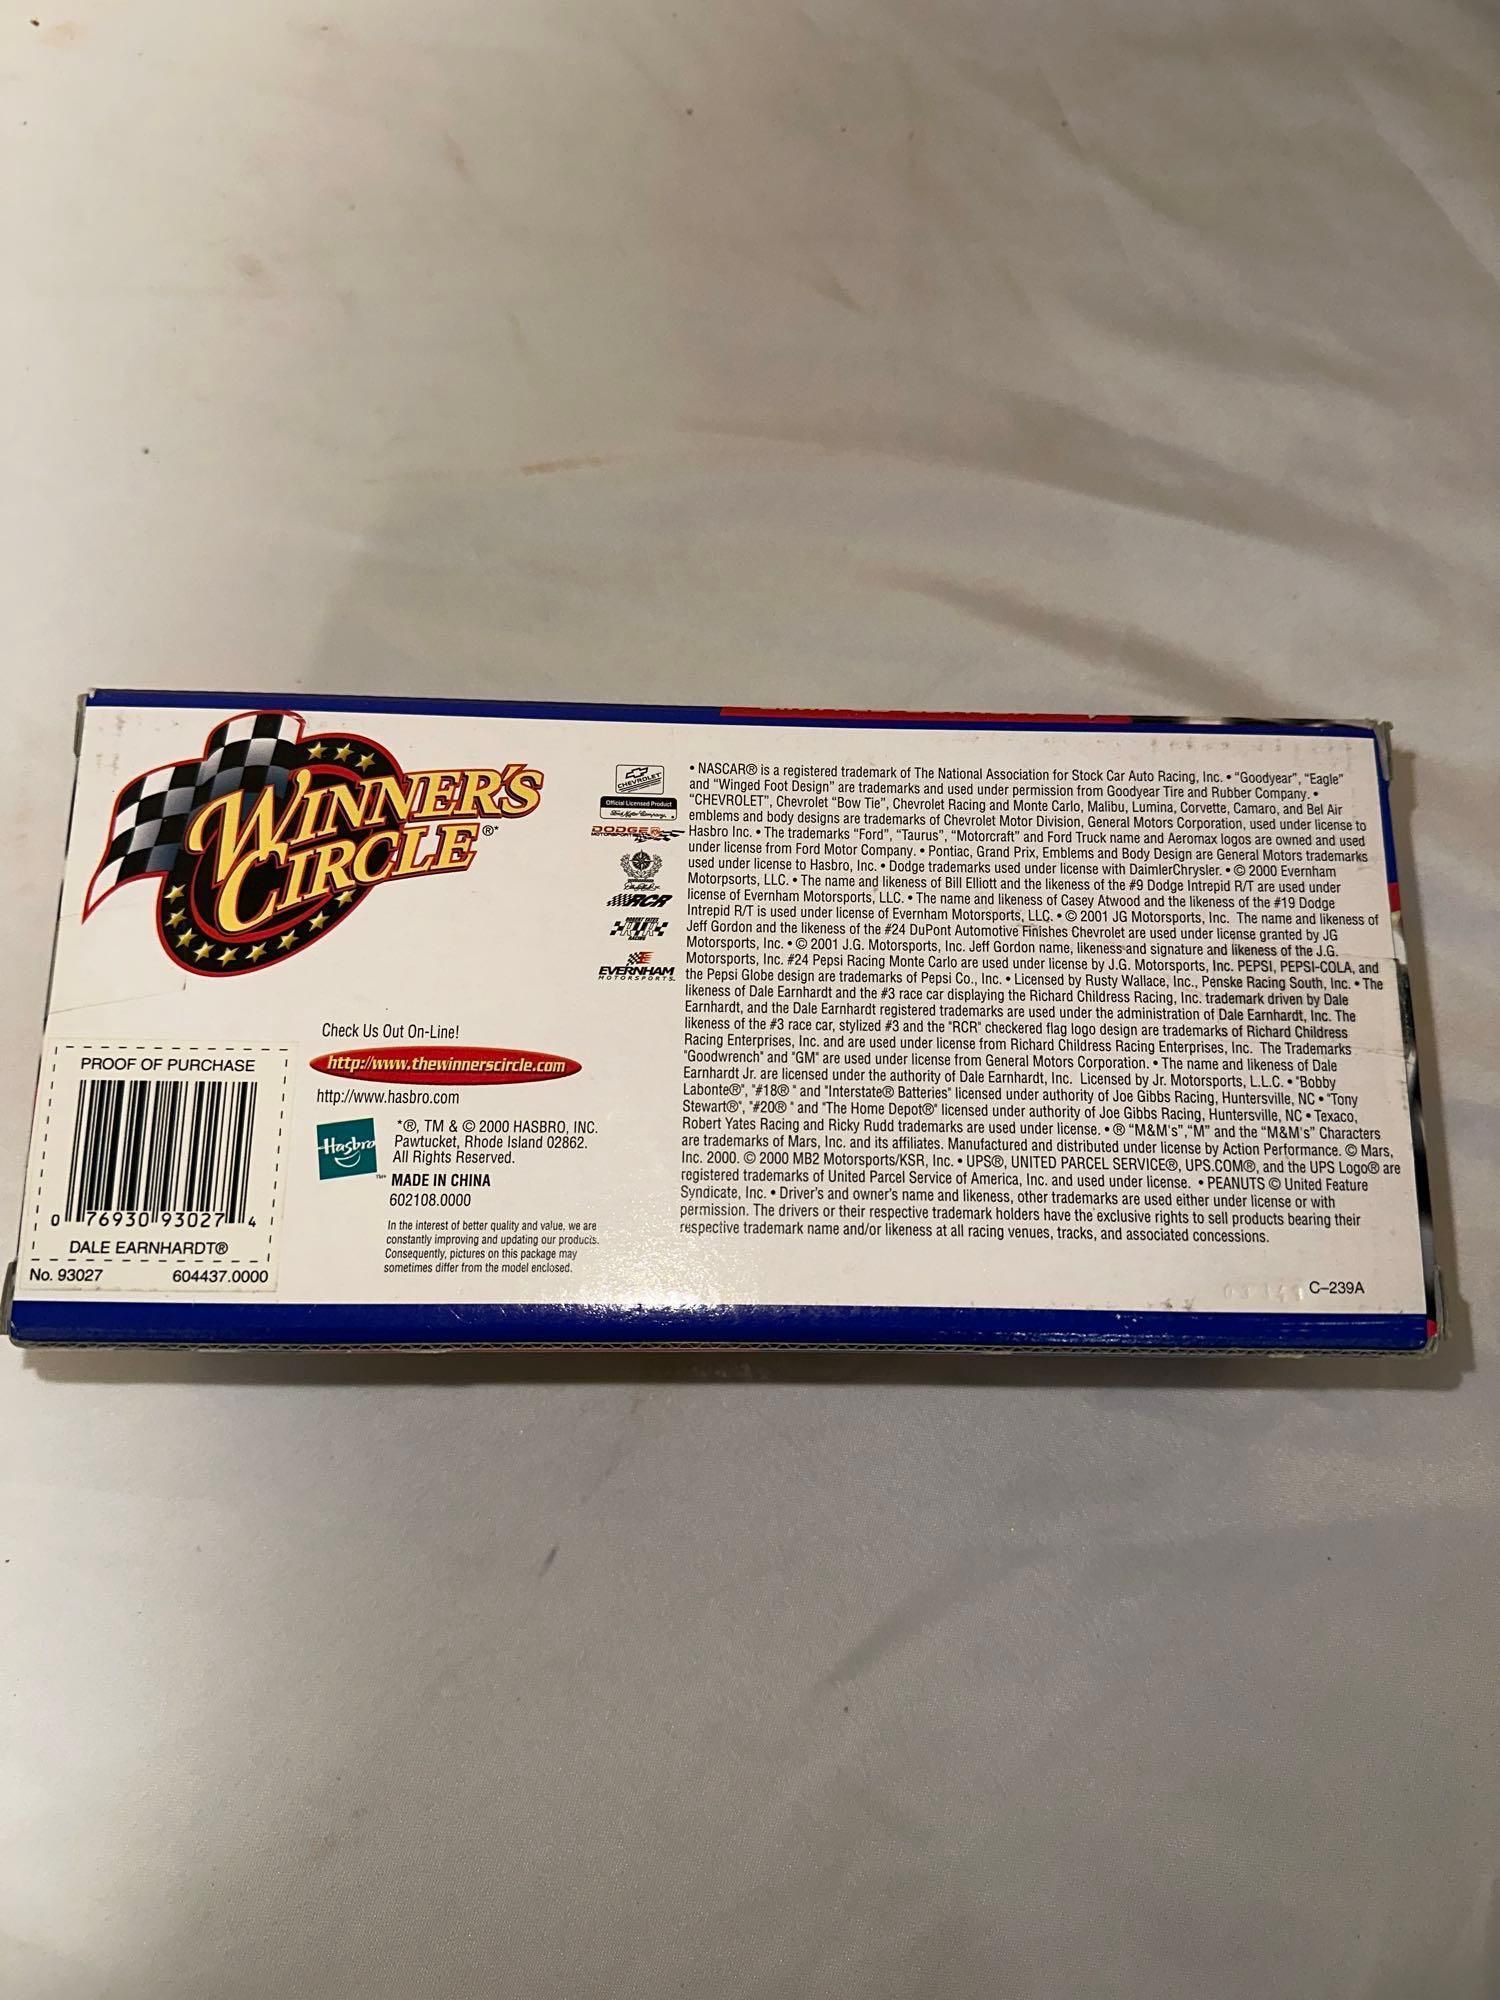 WINNER'S
CIRCLE®*
Check Us Out On-Line!
http://www.thewinnerscircle.com
http://www.hasbro.com
Hasbro
*®, TM & © 2000 HASBRO, INC.
Pawtucket, Rhode Island 02862.
All Rights Reserved.
MADE IN CHINA
602108.0000
In the interest of better quality and value, we are
constantly improving and updating our products.
Consequently, pictures on this package may
sometimes differ from the model enclosed.
PROOF OF PURCHASE
0 76930 93027 4
DALE EARNHARDT®
No. 93027 604437.0000
CHEVROLET
Official Licensed Product
Ford Motor Company
DODGE
MOTORSPORTS
RCR
ROBERT YATES
RACING
EVERNHAM
MOTORSPORTS
• NASCAR® is a registered trademark of The National Association for Stock Car Auto Racing, Inc. • "Goodyear", "Eagle"
and "Winged Foot Design" are trademarks and used under permission from Goodyear Tire and Rubber Company. •
"CHEVROLET", Chevrolet "Bow Tie", Chevrolet Racing and Monte Carlo, Malibu, Lumina, Corvette, Camaro, and Bel Air
emblems and body designs are trademarks of Chevrolet Motor Division, General Motors Corporation, used under license to
Hasbro Inc. • The trademarks "Ford", "Taurus", "Motorcraft" and Ford Truck name and Aeromax logos are owned and used
under license from Ford Motor Company. • Pontiac, Grand Prix, Emblems and Body Design are General Motors trademarks
used under license to Hasbro, Inc. • Dodge trademarks used under license with DaimlerChrysler. • © 2000 Evernham
Motorpsorts, LLC. • The name and likeness of Bill Elliott and the likeness of the #9 Dodge Intrepid R/T are used under
license of Evernham Motorsports, LLC. • The name and likeness of Casey Atwood and the likeness of the #19 Dodge
Intrepid R/T is used under license of Evernham Motorsports, LLC. • © 2001 JG Motorsports, Inc. The name and likeness of
Jeff Gordon and the likeness of the #24 DuPont Automotive Finishes Chevrolet are used under license granted by JG
Motorsports, Inc. • © 2001 J.G. Motorsports, Inc. Jeff Gordon name, likeness and signature and likeness of the J.G.
Motorsports, Inc. #24 Pepsi Racing Monte Carlo are used under license by J.G. Motorsports, Inc. PEPSI, PEPSI-COLA, and
the Pepsi Globe design are trademarks of Pepsi Co., Inc. • Licensed by Rusty Wallace, Inc., Penske Racing South, Inc. • The
likeness of Dale Earnhardt and the #3 race car displaying the Richard Childress Racing, Inc. trademark driven by Dale
Earnhardt, and the Dale Earnhardt registered trademarks are used under the administration of Dale Earnhardt, Inc. The
likeness of the #3 race car, stylized #3 and the "RCR" checkered flag logo design are trademarks of Richard Childress
Racing Enterprises, Inc. and are used under license from Richard Childress Racing Enterprises, Inc. The Trademarks
"Goodwrench" and "GM" are used under license from General Motors Corporation. • The name and likeness of Dale
Earnhardt Jr. are licensed under the authority of Dale Earnhardt, Inc. Licensed by Jr. Motorsports, L.L.C. • "Bobby
Labonte®", "#18®" and "Interstate® Batteries" licensed under authority of Joe Gibbs Racing, Huntersville, NC • "Tony
Stewart®", "#20®" and "The Home Depot®" licensed under authority of Joe Gibbs Racing, Huntersville, NC • Texaco,
Robert Yates Racing and Ricky Rudd trademarks are used under license. • ® "M&M's", "M" and the "M&M's" Characters
are trademarks of Mars, Inc. and its affiliates. Manufactured and distributed under license by Action Performance. © Mars,
Inc. 2000. © 2000 MB2 Motorsports/KSR, Inc. • UPS®, UNITED PARCEL SERVICE®, UPS.COM®, and the UPS Logo® are
registered trademarks of United Parcel Service of America, Inc. and used under license. • PEANUTS © United Feature
Syndicate, Inc. • Driver's and owner's name and likeness, other trademarks are used either under license or with
permission. The drivers or their respective trademark holders have the exclusive rights to sell products bearing their
respective trademark name and/or likeness at all racing venues, tracks, and associated concessions.
C-239A